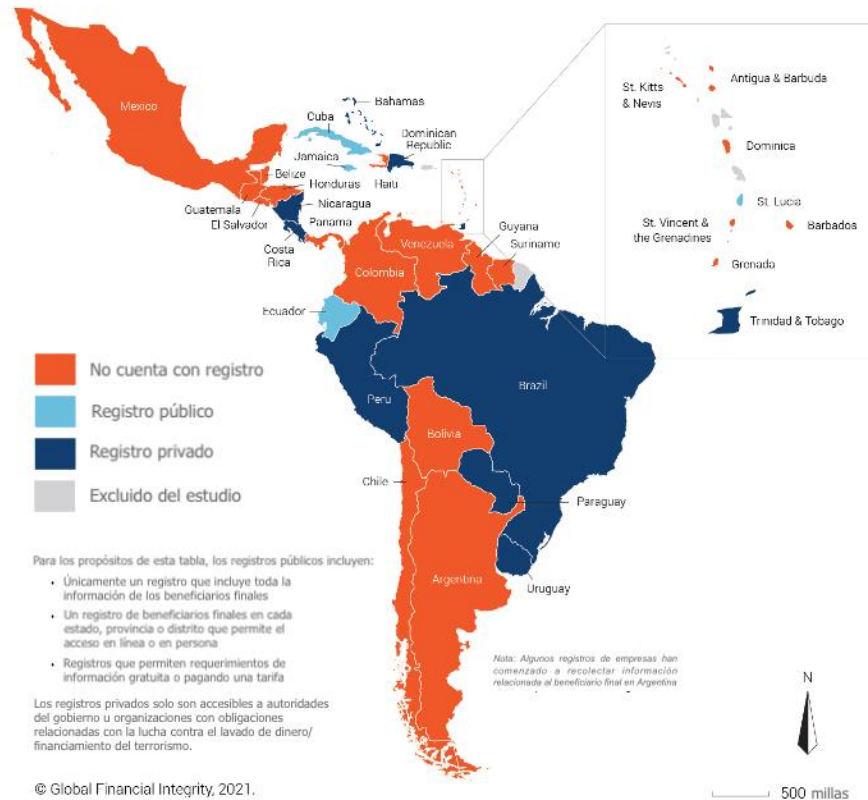 Mexico
Cuba
Bahamas
Dominican
Republic
Jamaica
Haiti
Belize
Honduras
Guatemala
El Salvador
Nicaragua
Costa
Rica
Panama
Venezuela
Guyana
Suriname
Colombia
Ecuador
Peru
Brazil
Bolivia
Chile
Paraguay
Argentina
Uruguay
St. Kitts
& Nevis
Antigua & Barbuda
Dominica
St. Lucia
St. Vincent &
the Grenadines
Barbados
Grenada
Trinidad & Tobago
No cuenta con registro
Registro público
Registro privado
Excluido del estudio
Para los propósitos de esta tabla, los registros públicos incluyen:
• Únicamente un registro que incluye toda la
información de los beneficiarios finales
• Un registro de beneficiarios finales en cada
estado, provincia o distrito que permite el
acceso en línea o en persona
• Registros que permiten requerimientos de
información gratuita o pagando una tarifa
Los registros privados solo son accesibles a autoridades
del gobierno u organizaciones con obligaciones
relacionadas con la lucha contra el lavado de dinero/
financiamiento del terrorismo.
Nota: Algunos registros de empresas han
comenzado a recolectar información
relacionada al beneficiario final en Argentina
N
500 millas
© Global Financial Integrity, 2021.